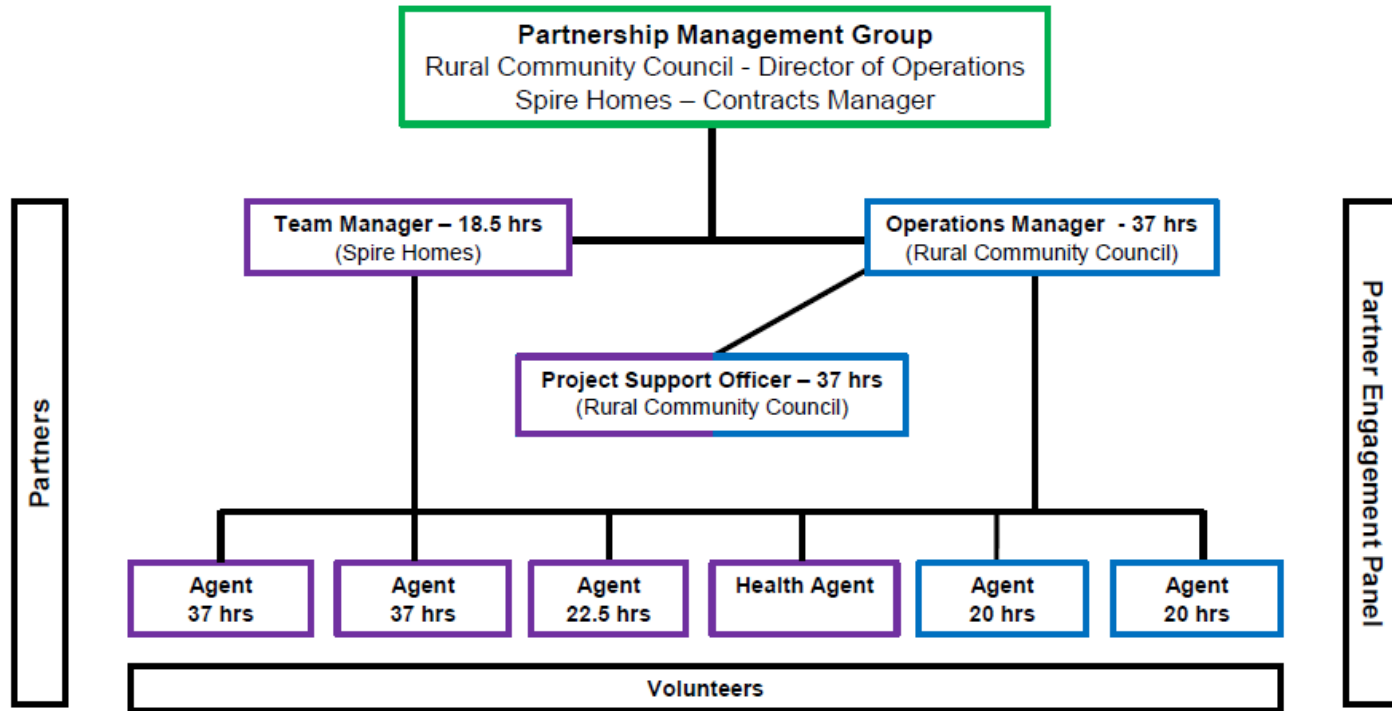 Partnership Management Group
Rural Community Council - Director of Operations
Spire Homes – Contracts Manager
Partners
Team Manager – 18.5 hrs
(Spire Homes)
Operations Manager - 37 hrs
(Rural Community Council)
Partner Engagement Panel
Project Support Officer – 37 hrs
(Rural Community Council)
Agent
37 hrs
Agent
37 hrs
Agent
22.5 hrs
Health Agent
Agent
20 hrs
Agent
20 hrs
Volunteers